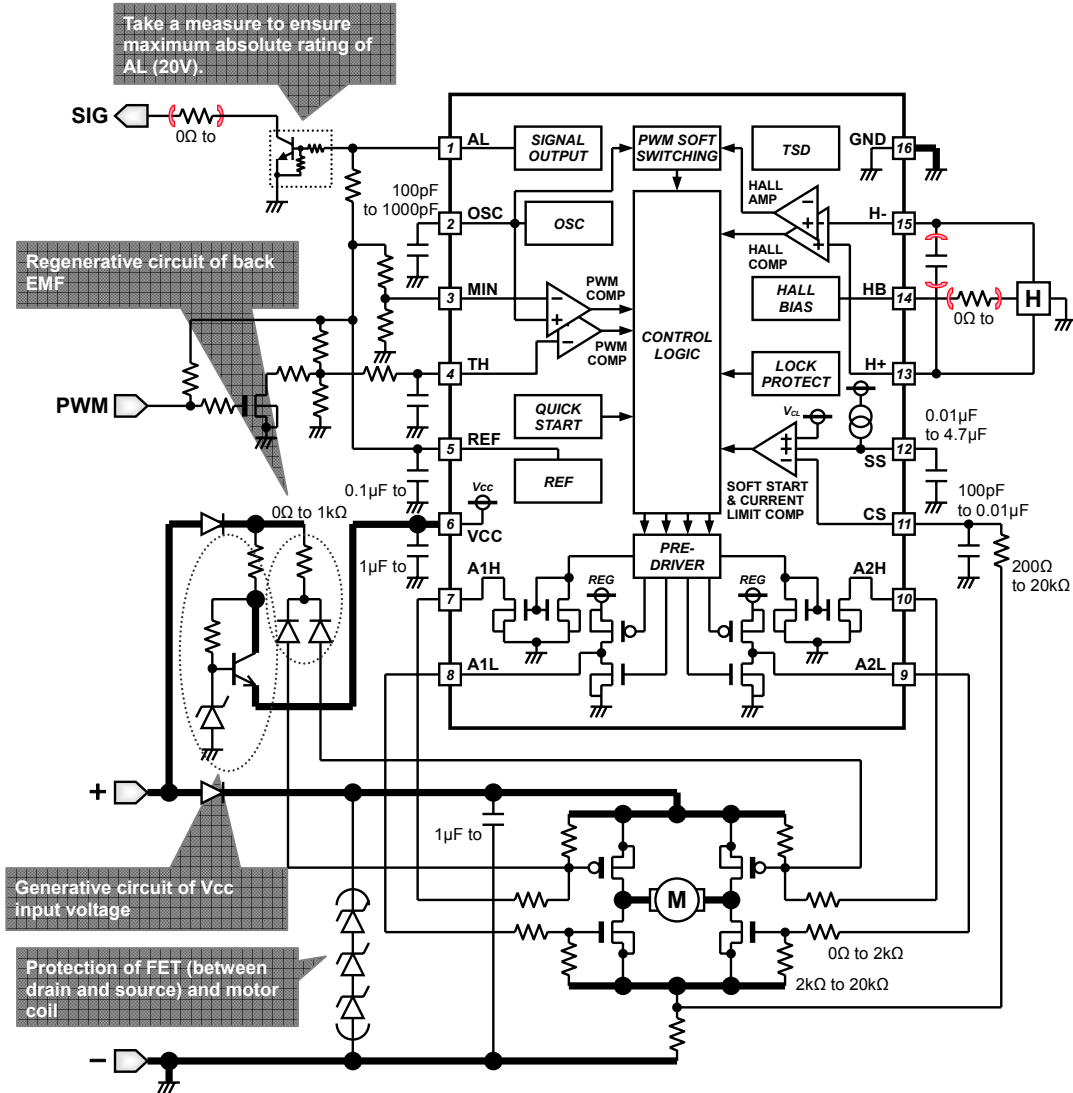 Take a measure to ensure
maximum absolute rating of
AL (20V).
SIG
0Ω to
1
AL
SIGNAL
OUTPUT
PWM SOFT
SWITCHING
TSD
GND
16
HALL
AMP
100pF
to 1000pF
2
OSC
OSC
H-
15
HALL
COMP
Regenerative circuit of back
EMF
3
MIN
PWM
COMP
PWM
COMP
CONTROL
LOGIC
HALL
BIAS
HB
14
0Ω to
H
4
TH
LOCK
PROTECT
H+
13
PWM
QUICK
START
VCL
0.01µF
to 4.7µF
5
REF
REF
SS
12
0.1µF to
SOFT START
& CURRENT
LIMIT COMP
100pF
to 0.01µF
CS
11
0Ω to 1kΩ
6
VCC
Vcc
1µF to
PRE-
DRIVER
200Ω
to 20kΩ
7
A1H
REG
REG
A2H
10
8
A1L
A2L
9
+
1µF to
M
Generative circuit of Vcc
input voltage
0Ω to 2kΩ
2kΩ to 20kΩ
Protection of FET (between
drain and source) and motor
coil
−